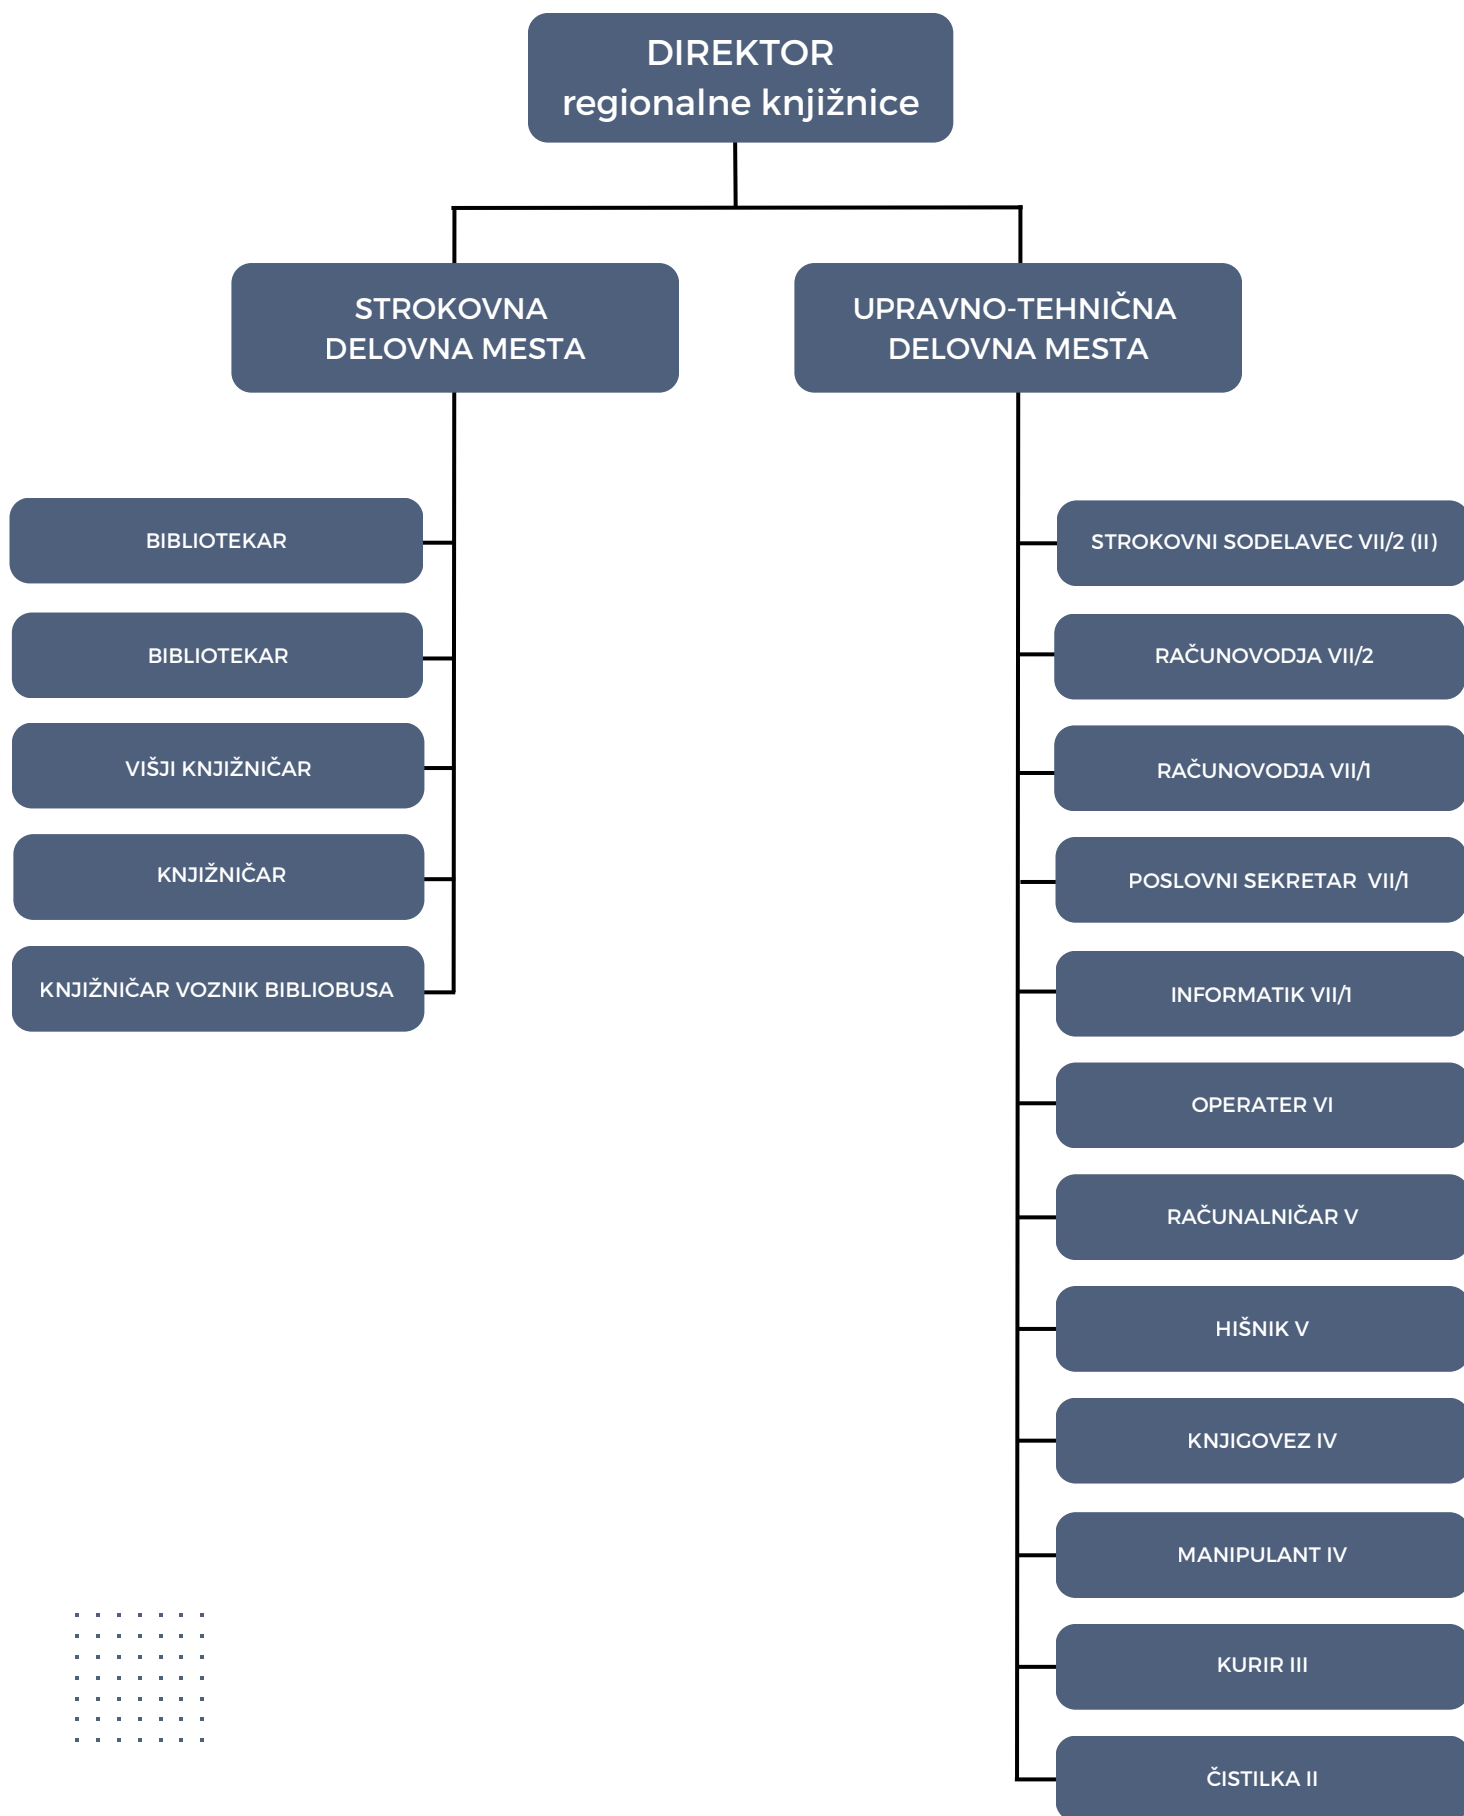 DIREKTOR
regionalne knjižnice
STROKOVNA
DELOVNA MESTA
UPRAVNO-TEHNIČNA
DELOVNA MESTA
BIBLIOTEKAR
BIBLIOTEKAR
VIŠJI KNJIŽNIČAR
KNJIŽNIČAR
KNJIŽNIČAR VOZNIK BIBLIOBUSA
STROKOVNI SODELAVEC VII/2 (II)
RAČUNOVODJA VII/2
RAČUNOVODJA VII/1
POSLOVNI SEKRETAR VII/1
INFORMATIK VII/1
OPERATER VI
RAČUNALNIČAR V
HIŠNIK V
KNJIGOVEZ IV
MANIPULANT IV
KURIR III
ČISTILKA II